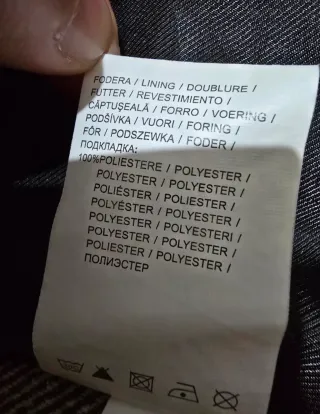 FODERA / LINING / DOUBLURE /
FUTTER / REVESTIMIENTO /
CĂPTUŞEALĂ / FORRO / VOERING /
PODŠÍVKA / VUORI / FORING /
FÓR / PODSZEWKA / FODER /
ПОДКЛАДКА:
100%POLIESTERE / POLYESTER /
POLYESTER / POLYESTER /
POLIÉSTER / POLIESTER /
POLYÉSTER / POLYESTER /
POLYESTER / POLYESTERI /
POLYESTER / POLYESTER /
POLIESTER / POLYESTER /
ПОЛИЭСТЕР